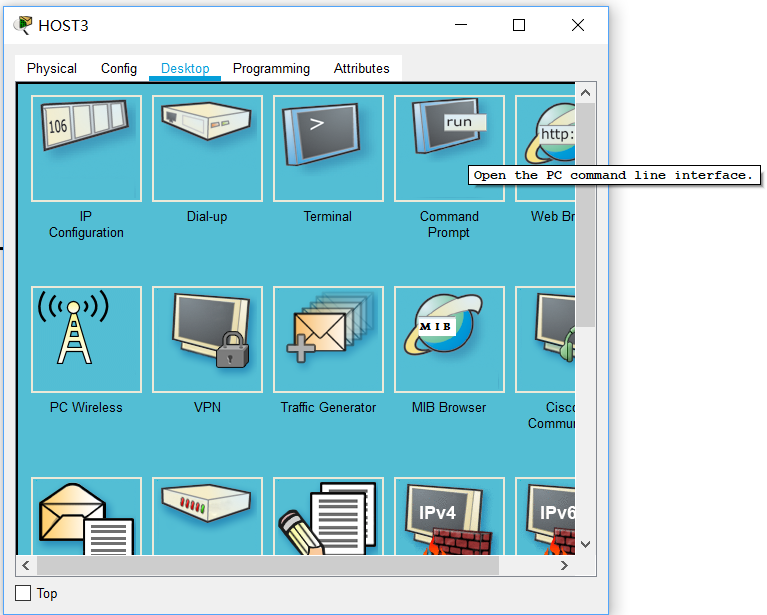 HOST3
Physical Config Desktop Programming Attributes
106
>
run
http:
Open the PC command line interface.
IP
Configuration
Dial-up
Terminal
Command
Prompt
Web Br
MIB
PC Wireless
VPN
Traffic Generator
MIB Browser
Cisco
Commun
IPv4
IPv6
Top